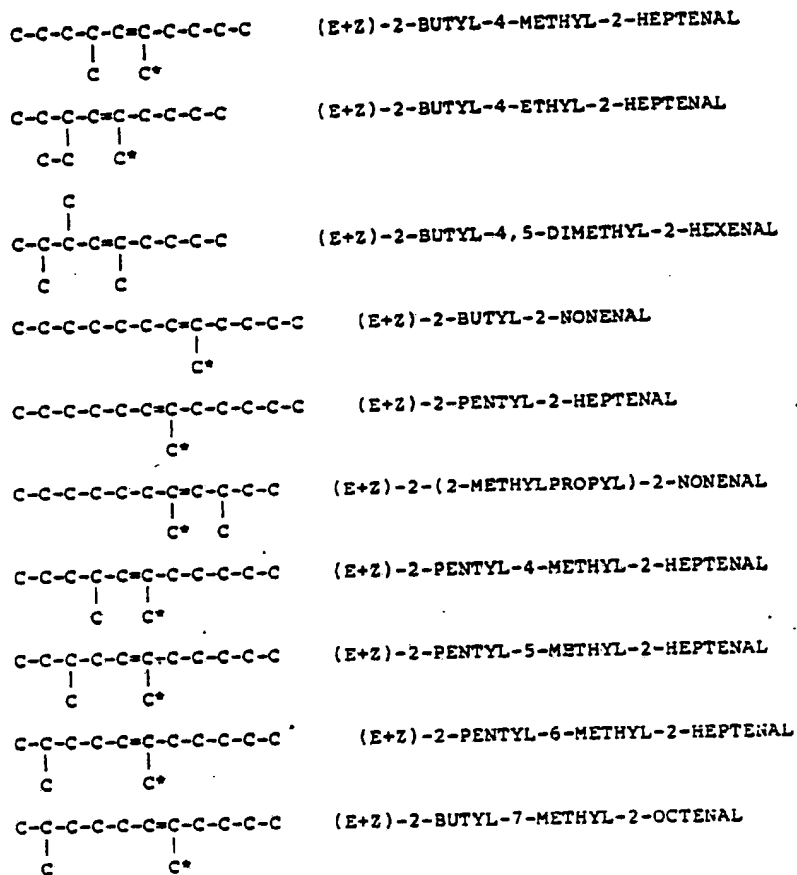 C-C-C-C-C=C-C-C-C-C (E+Z)-2-BUTYL-4-METHYL-2-HEPTENAL
| |
C C*
C-C-C-C=C-C-C-C-C (E+Z)-2-BUTYL-4-ETHYL-2-HEPTENAL
| |
C-C C*
C
|
C-C-C-C=C-C-C-C-C (E+Z)-2-BUTYL-4,5-DIMETHYL-2-HEXENAL
| |
C C
C-C-C-C-C-C-C=C-C-C-C-C (E+Z)-2-BUTYL-2-NONENAL
|
C*
C-C-C-C-C-C=C-C-C-C-C-C (E+Z)-2-PENTYL-2-HEPTENAL
|
C*
C-C-C-C-C-C-C=C-C-C-C (E+Z)-2-(2-METHYLPROPYL)-2-NONENAL
| |
C* C
C-C-C-C-C=C-C-C-C-C-C (E+Z)-2-PENTYL-4-METHYL-2-HEPTENAL
| |
C C*
C-C-C-C-C=C-C-C-C-C-C (E+Z)-2-PENTYL-5-METHYL-2-HEPTENAL
| |
C C*
C-C-C-C-C=C-C-C-C-C-C (E+Z)-2-PENTYL-6-METHYL-2-HEPTENAL
| |
C C*
C-C-C-C-C-C=C-C-C-C-C (E+Z)-2-BUTYL-7-METHYL-2-OCTENAL
| |
C C*